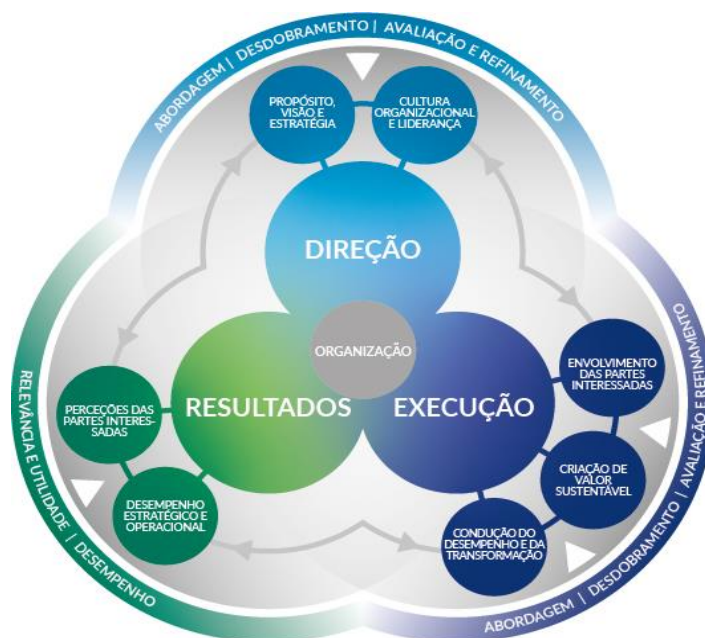 ABORDAGEM | DESDOBRAMENTO | AVALIAÇÃO E REFINAMENTO
PROPÓSITO,
VISÃO E
ESTRATÉGIA
CULTURA
ORGANIZACIONAL
E LIDERANÇA
DIREÇÃO
ORGANIZAÇÃO
RESULTADOS
EXECUÇÃO
PERCEÇÕES DAS
PARTES INTERES-
SADAS
DESEMPENHO
ESTRATÉGICO E
OPERACIONAL
RELEVÂNCIA E UTILIDADE | DESEMPENHO
ENVOLVIMENTO
DAS PARTES
INTERESSADAS
CRIAÇÃO DE
VALOR
SUSTENTÁVEL
CONDUÇÃO DO
DESEMPENHO E DA
TRANSFORMAÇÃO
ABORDAGEM | DESDOBRAMENTO | AVALIAÇÃO E REFINAMENTO